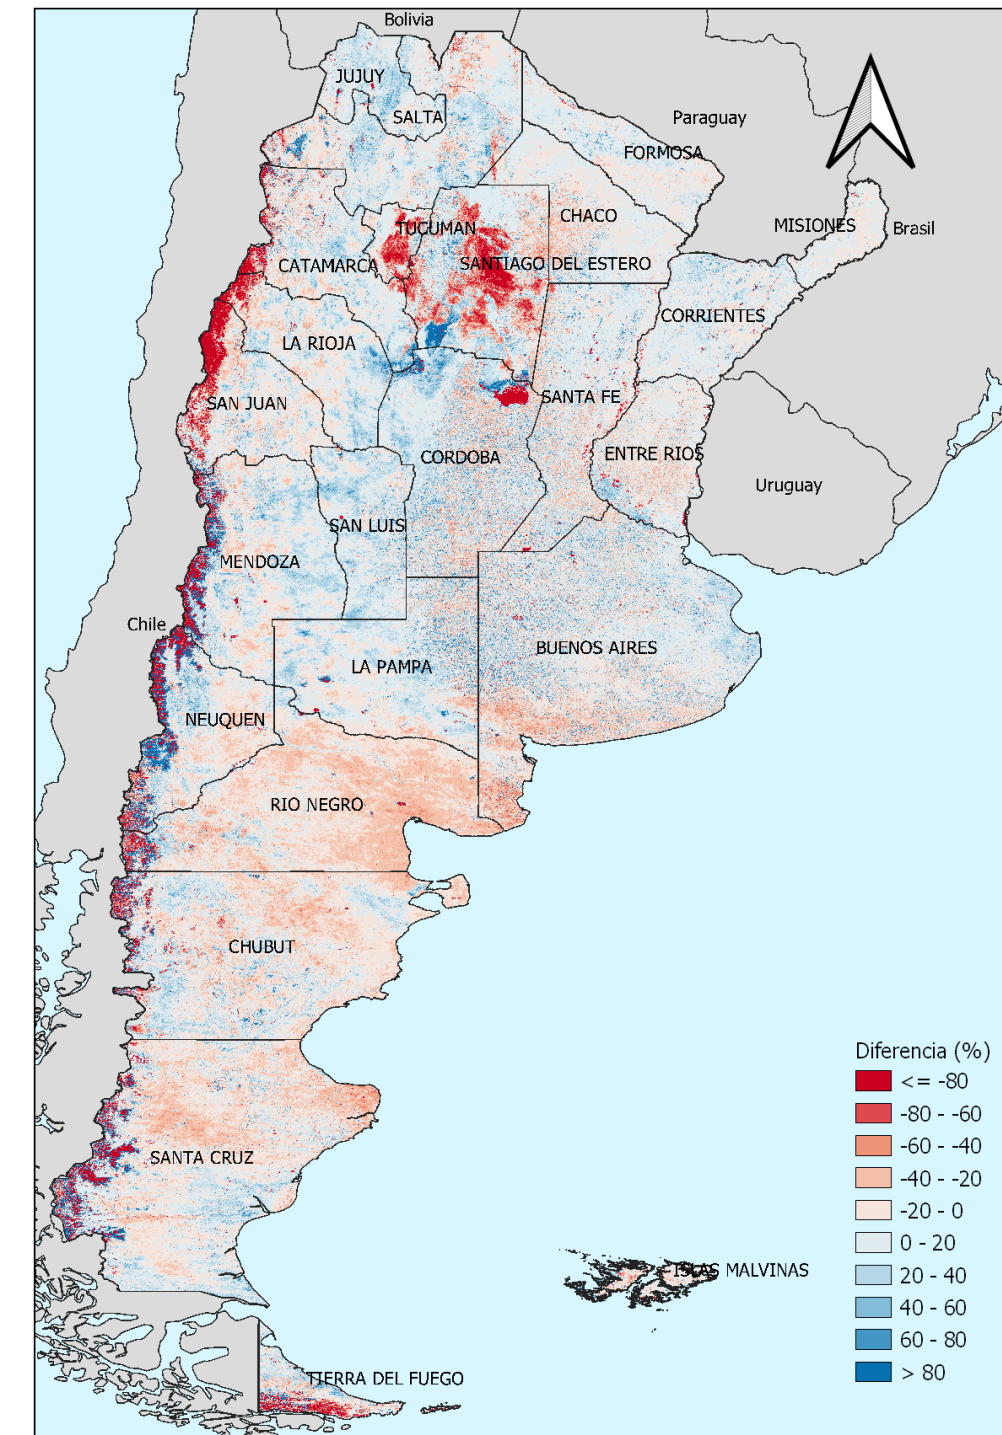 Bolivia
JUJUY
SALTA
Paraguay
FORMOSA
CHACO
MISIONES
Brasil
TUCUMAN
SANTIAGO DEL ESTERO
CATAMARCA
CORRIENTES
LA RIOJA
SAN JUAN
SANTA FE
CORDOBA
ENTRE RIOS
Uruguay
SAN LUIS
MENDOZA
Chile
BUENOS AIRES
LA PAMPA
NEUQUEN
RIO NEGRO
CHUBUT
Diferencia (%)
<= -80
-80 - -60
-60 - -40
-40 - -20
-20 - 0
0 - 20
20 - 40
40 - 60
60 - 80
> 80
SANTA CRUZ
ISLAS MALVINAS
TIERRA DEL FUEGO